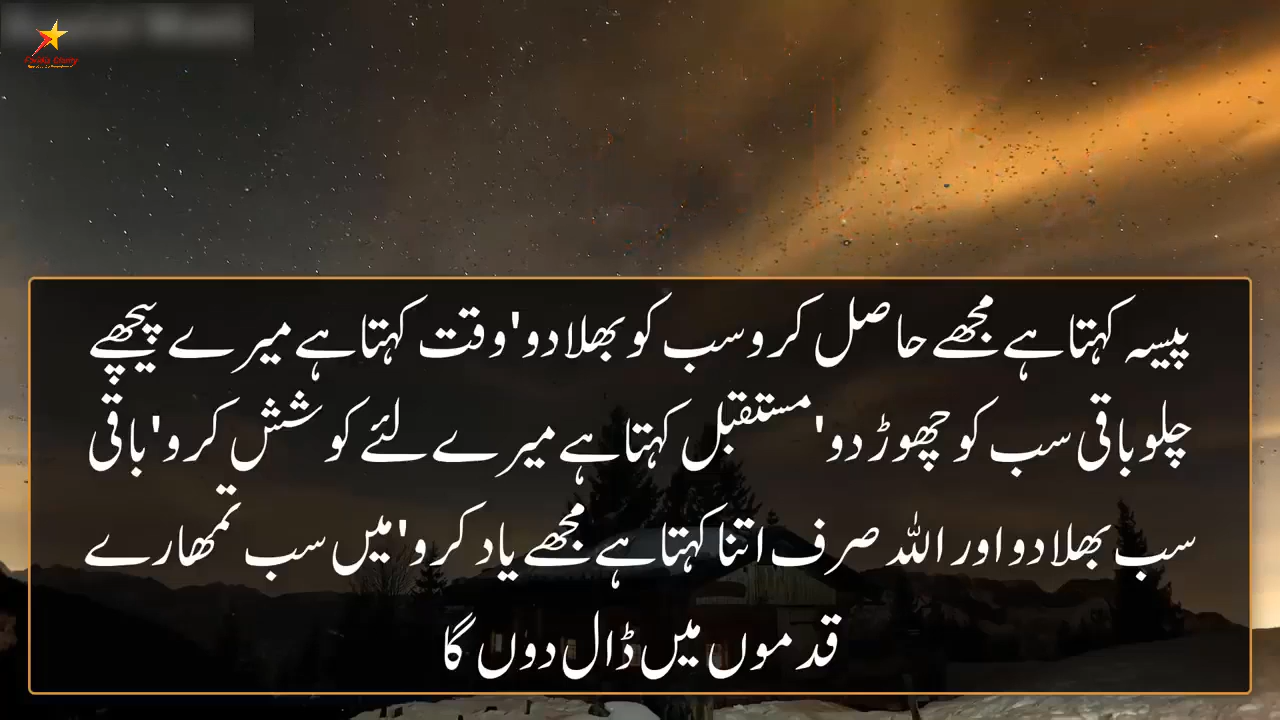 پیسہ کہتا ہے مجھے حاصل کرو سب کو بھلا دو'وقت کہتا ہے میرے پیچھے
چلو باقی سب کو چھوڑ دو'مستقبل کہتا ہے میرے لئے کوشش کرو'باقی
سب بھلا دو اور اللہ صرف اتنا کہتا ہے مجھے یاد کرو'میں سب تمھارے
قدموں میں ڈال دوں گا